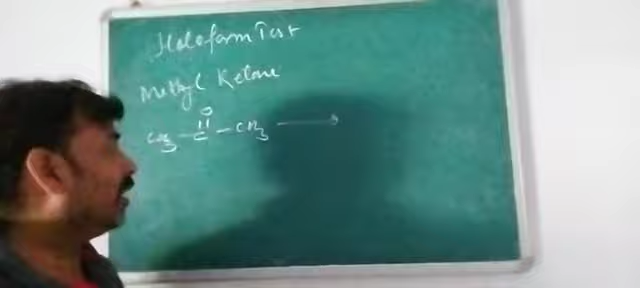 Haloform Test
Methyl Ketone
O
CH3 - C - CH3 →